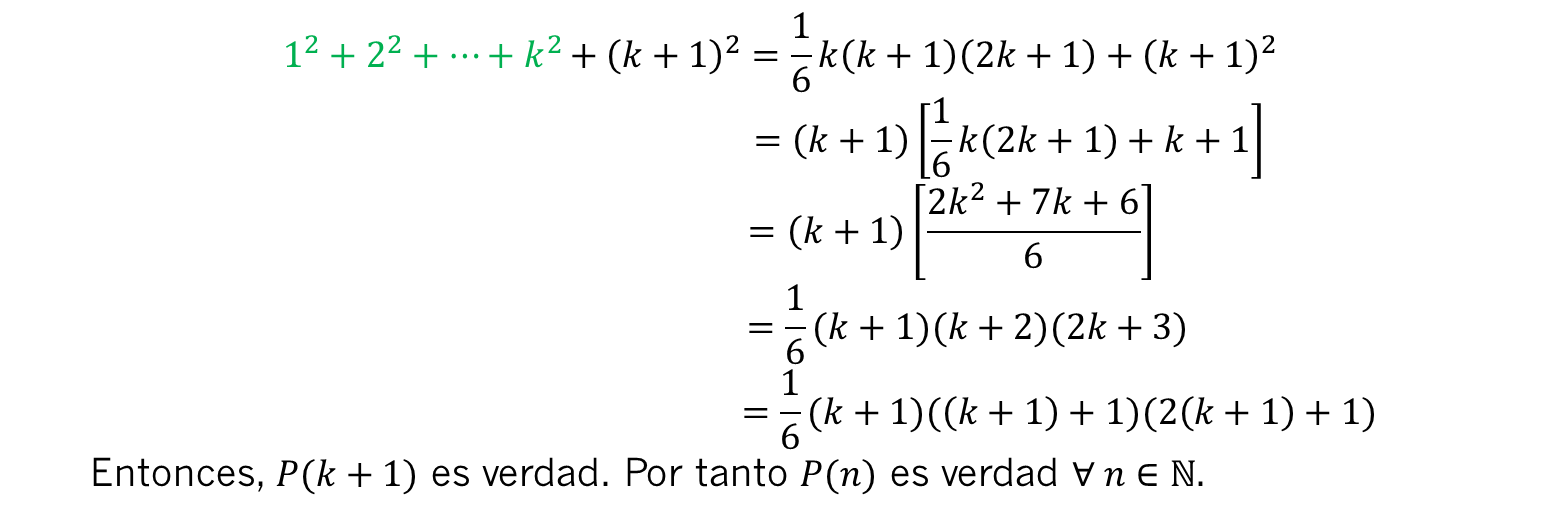 1² + 2² + ⋯ + k² + (k + 1)² = 1/6 k(k + 1)(2k + 1) + (k + 1)²
= (k + 1) [1/6 k(2k + 1) + k + 1]
= (k + 1) [(2k² + 7k + 6)/6]
= 1/6 (k + 1)(k + 2)(2k + 3)
= 1/6 (k + 1)((k + 1) + 1)(2(k + 1) + 1)
Entonces, P(k + 1) es verdad. Por tanto P(n) es verdad ∀ n ∈ ℕ.